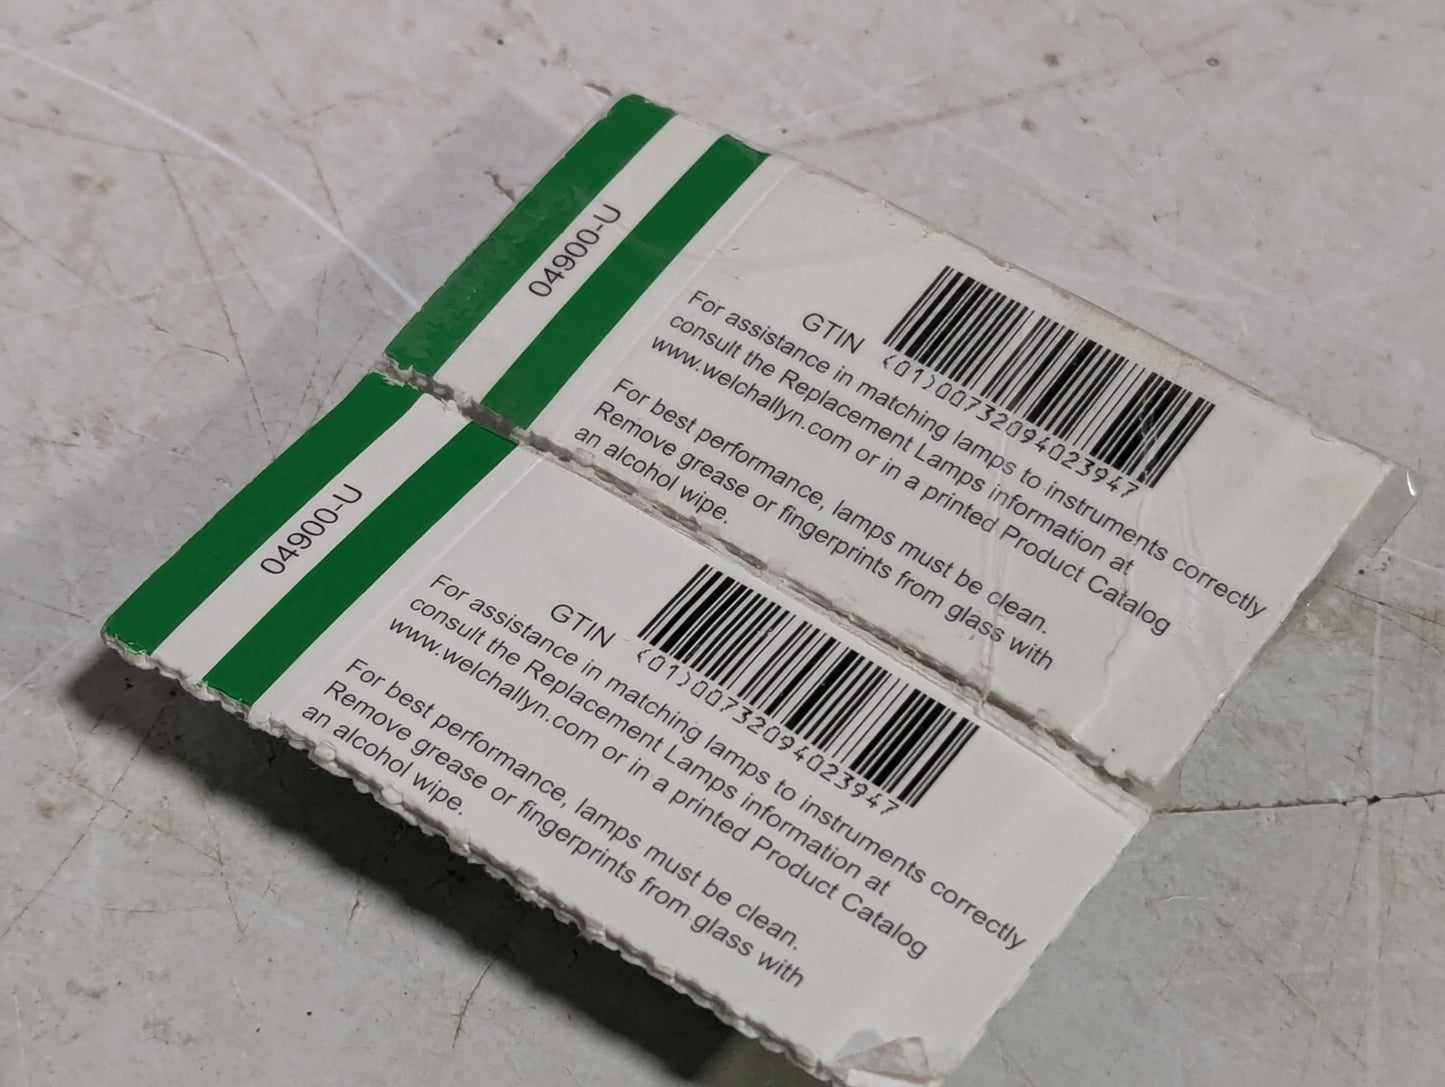 04900-U
GTIN
(01)00732094023947
For assistance in matching lamps to instruments correctly
consult the Replacement Lamps information at
www.welchallyn.com or in a printed Product Catalog
For best performance, lamps must be clean.
Remove grease or fingerprints from glass with
an alcohol wipe.
04900-U
GTIN
(01)00732094023947
For assistance in matching lamps to instruments correctly
consult the Replacement Lamps information at
www.welchallyn.com or in a printed Product Catalog
For best performance, lamps must be clean.
Remove grease or fingerprints from glass with
an alcohol wipe.